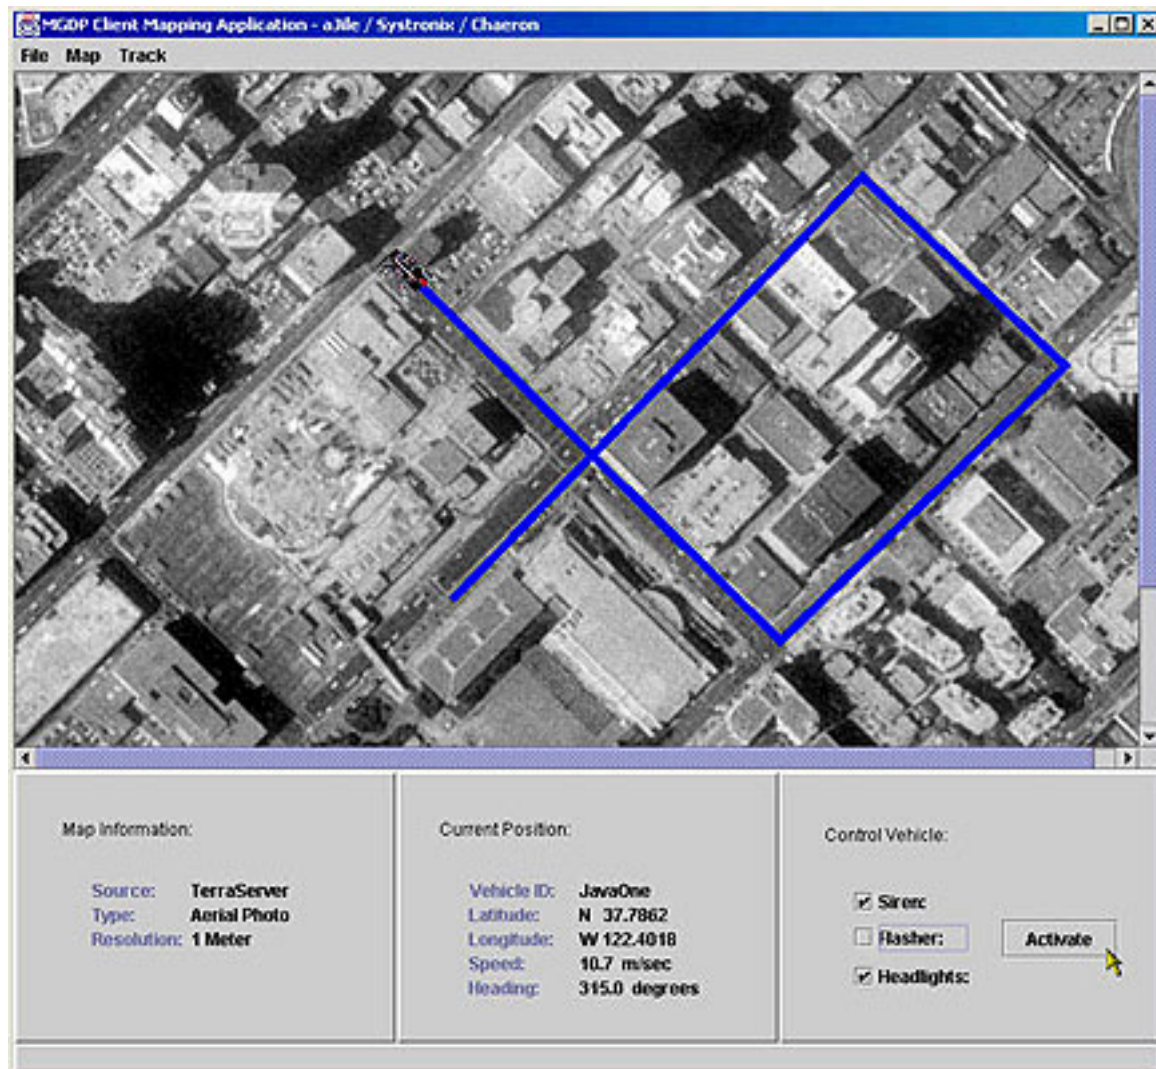 MGDP Client Mapping Application - aJile / Systronix / Chaeron
File Map Track
Map Information:
Source: TerraServer
Type: Aerial Photo
Resolution: 1 Meter
Current Position:
Vehicle ID: JavaOne
Latitude: N 37.7862
Longitude: W 122.4018
Speed: 10.7 m/sec
Heading: 315.0 degrees
Control Vehicle:
Siren:
Flasher:
Headlights:
Activate